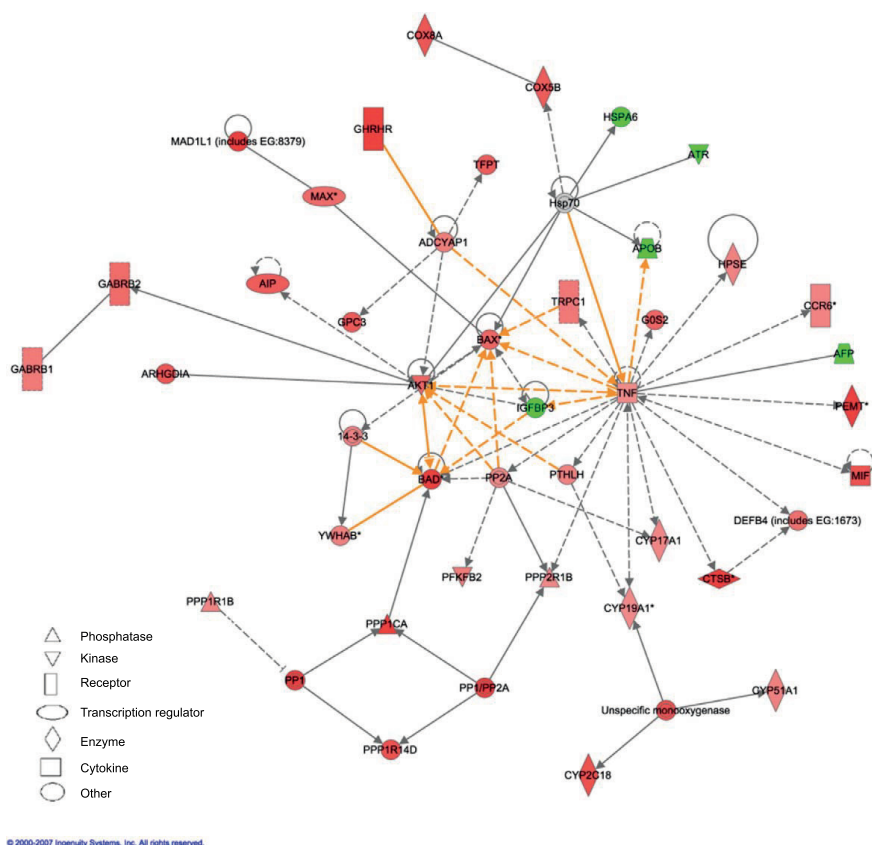 COX8A
COX5B
HSPA6
GHRHR
MAD1L1 (includes EG:8379)
ATR
TFPT
MAX*
Hsp70
ADCYAP1
APOB
HPSE
GABRB2
AIP
TRPC1
CCR6*
GPC3
G0S2
BAX*
AFP
GABRB1
ARHGDIA
AKT1
TNF
IGFBP3
PEMT*
14-3-3
BAD*
PP2A
PTHLH
MIF
DEFB4 (includes EG:1673)
YWHAB*
CYP17A1
PFKFB2
PPP2R1B
CTSB*
PPP1R1B
CYP19A1*
PPP1CA
Phosphatase
Kinase
PP1
PP1/PP2A
Receptor
CYP51A1
Unspecific monooxygenase
Transcription regulator
Enzyme
PPP1R14D
Cytokine
CYP2C18
Other
© 2000-2007 Ingenuity Systems, Inc. All rights reserved.